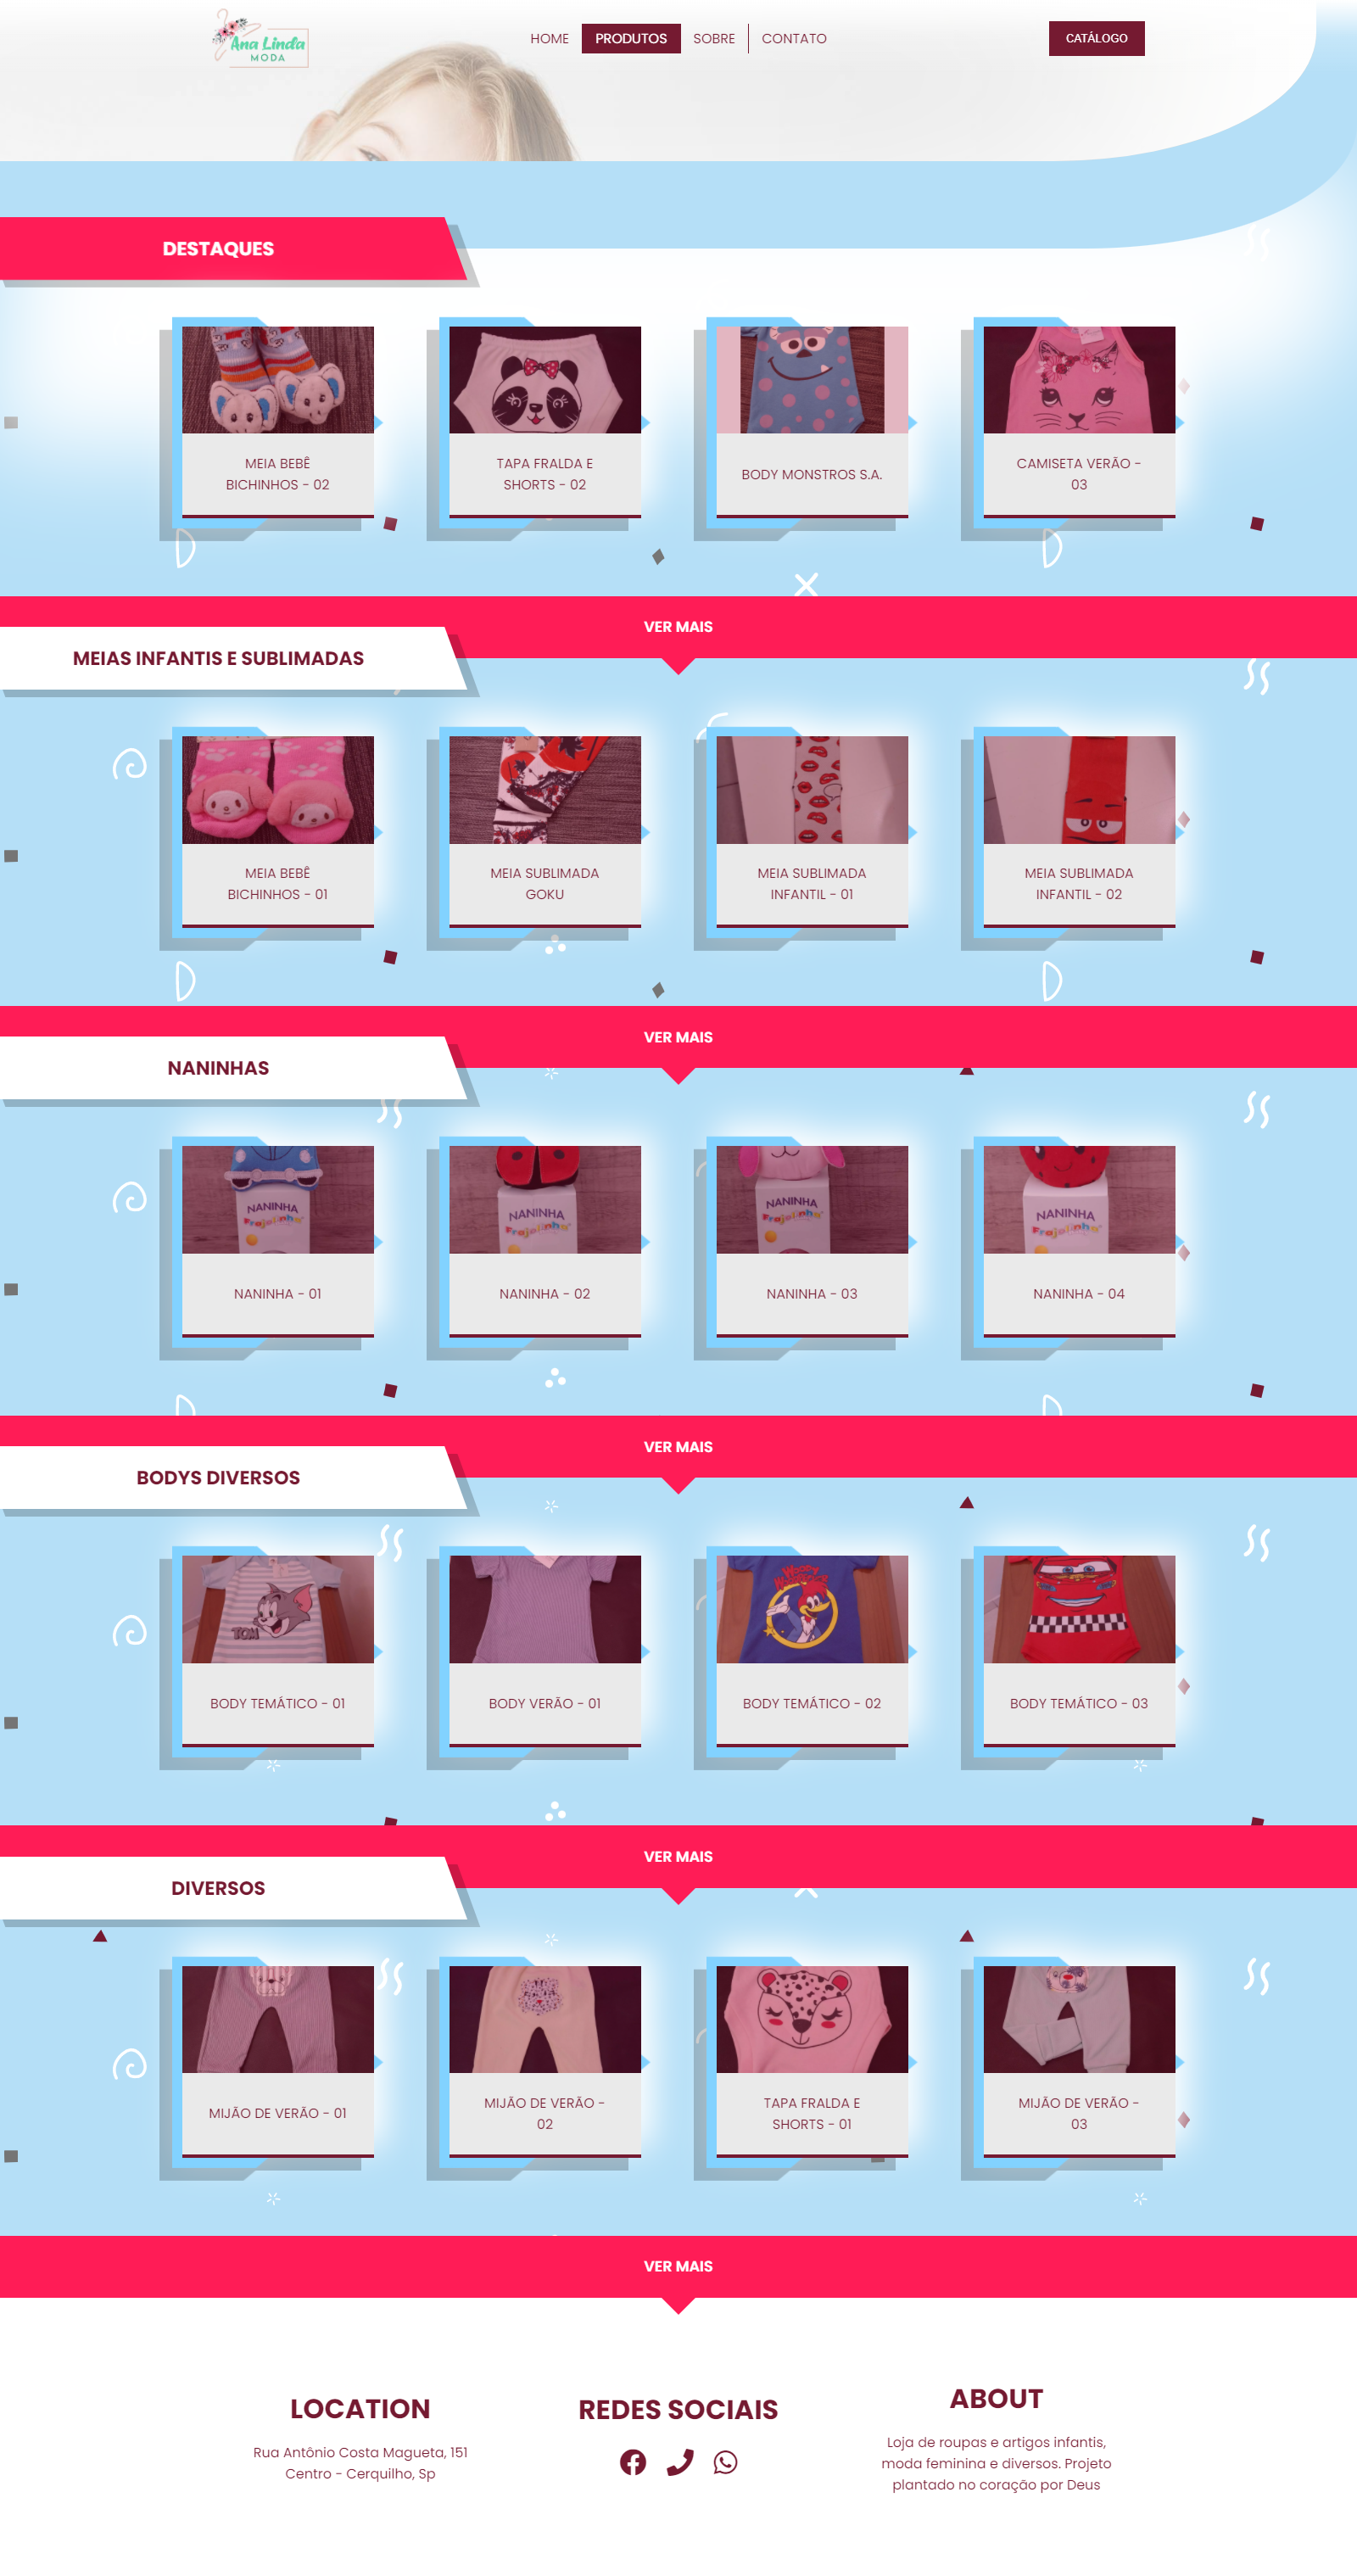 Ana Linda
MODA
HOME
PRODUTOS
SOBRE
CONTATO
CATÁLOGO
DESTAQUES
MEIA BEBÊ
BICHINHOS - 02
TAPA FRALDA E
SHORTS - 02
BODY MONSTROS S.A.
CAMISETA VERÃO -
03
VER MAIS
MEIAS INFANTIS E SUBLIMADAS
MEIA BEBÊ
BICHINHOS - 01
MEIA SUBLIMADA
GOKU
MEIA SUBLIMADA
INFANTIL - 01
MEIA SUBLIMADA
INFANTIL - 02
VER MAIS
NANINHAS
NANINHA
NANINHA
NANINHA
NANINHA
NANINHA - 01
NANINHA - 02
NANINHA - 03
NANINHA - 04
VER MAIS
BODYS DIVERSOS
TOM
Woody
BODY TEMÁTICO - 01
BODY VERÃO - 01
BODY TEMÁTICO - 02
BODY TEMÁTICO - 03
VER MAIS
DIVERSOS
MIJÃO DE VERÃO - 01
MIJÃO DE VERÃO -
02
TAPA FRALDA E
SHORTS - 01
MIJÃO DE VERÃO -
03
VER MAIS
LOCATION
Rua Antônio Costa Magueta, 151
Centro - Cerquilho, Sp
REDES SOCIAIS
ABOUT
Loja de roupas e artigos infantis,
moda feminina e diversos. Projeto
plantado no coração por Deus